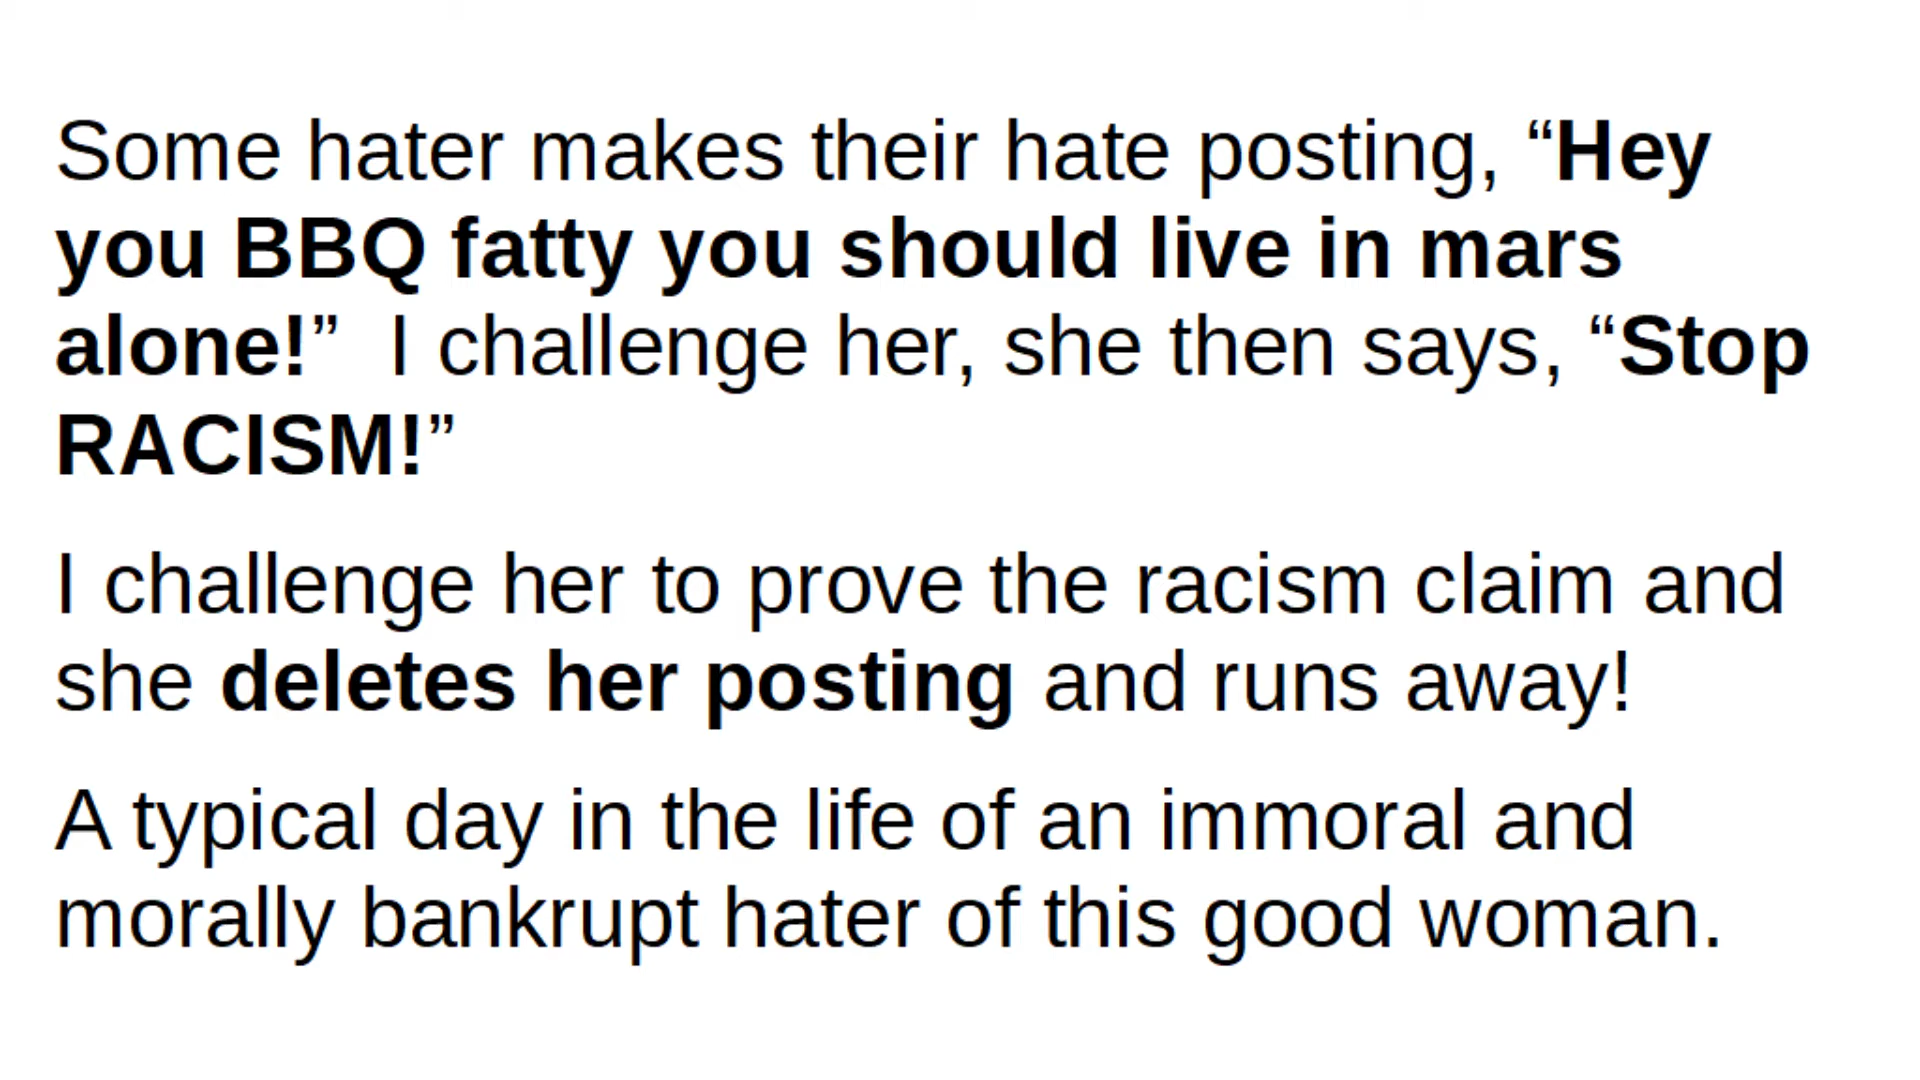 Some hater makes their hate posting, “Hey
you BBQ fatty you should live in mars
alone!”  I challenge her, she then says, “Stop
RACISM!”
I challenge her to prove the racism claim and
she deletes her posting and runs away!
A typical day in the life of an immoral and
morally bankrupt hater of this good woman.